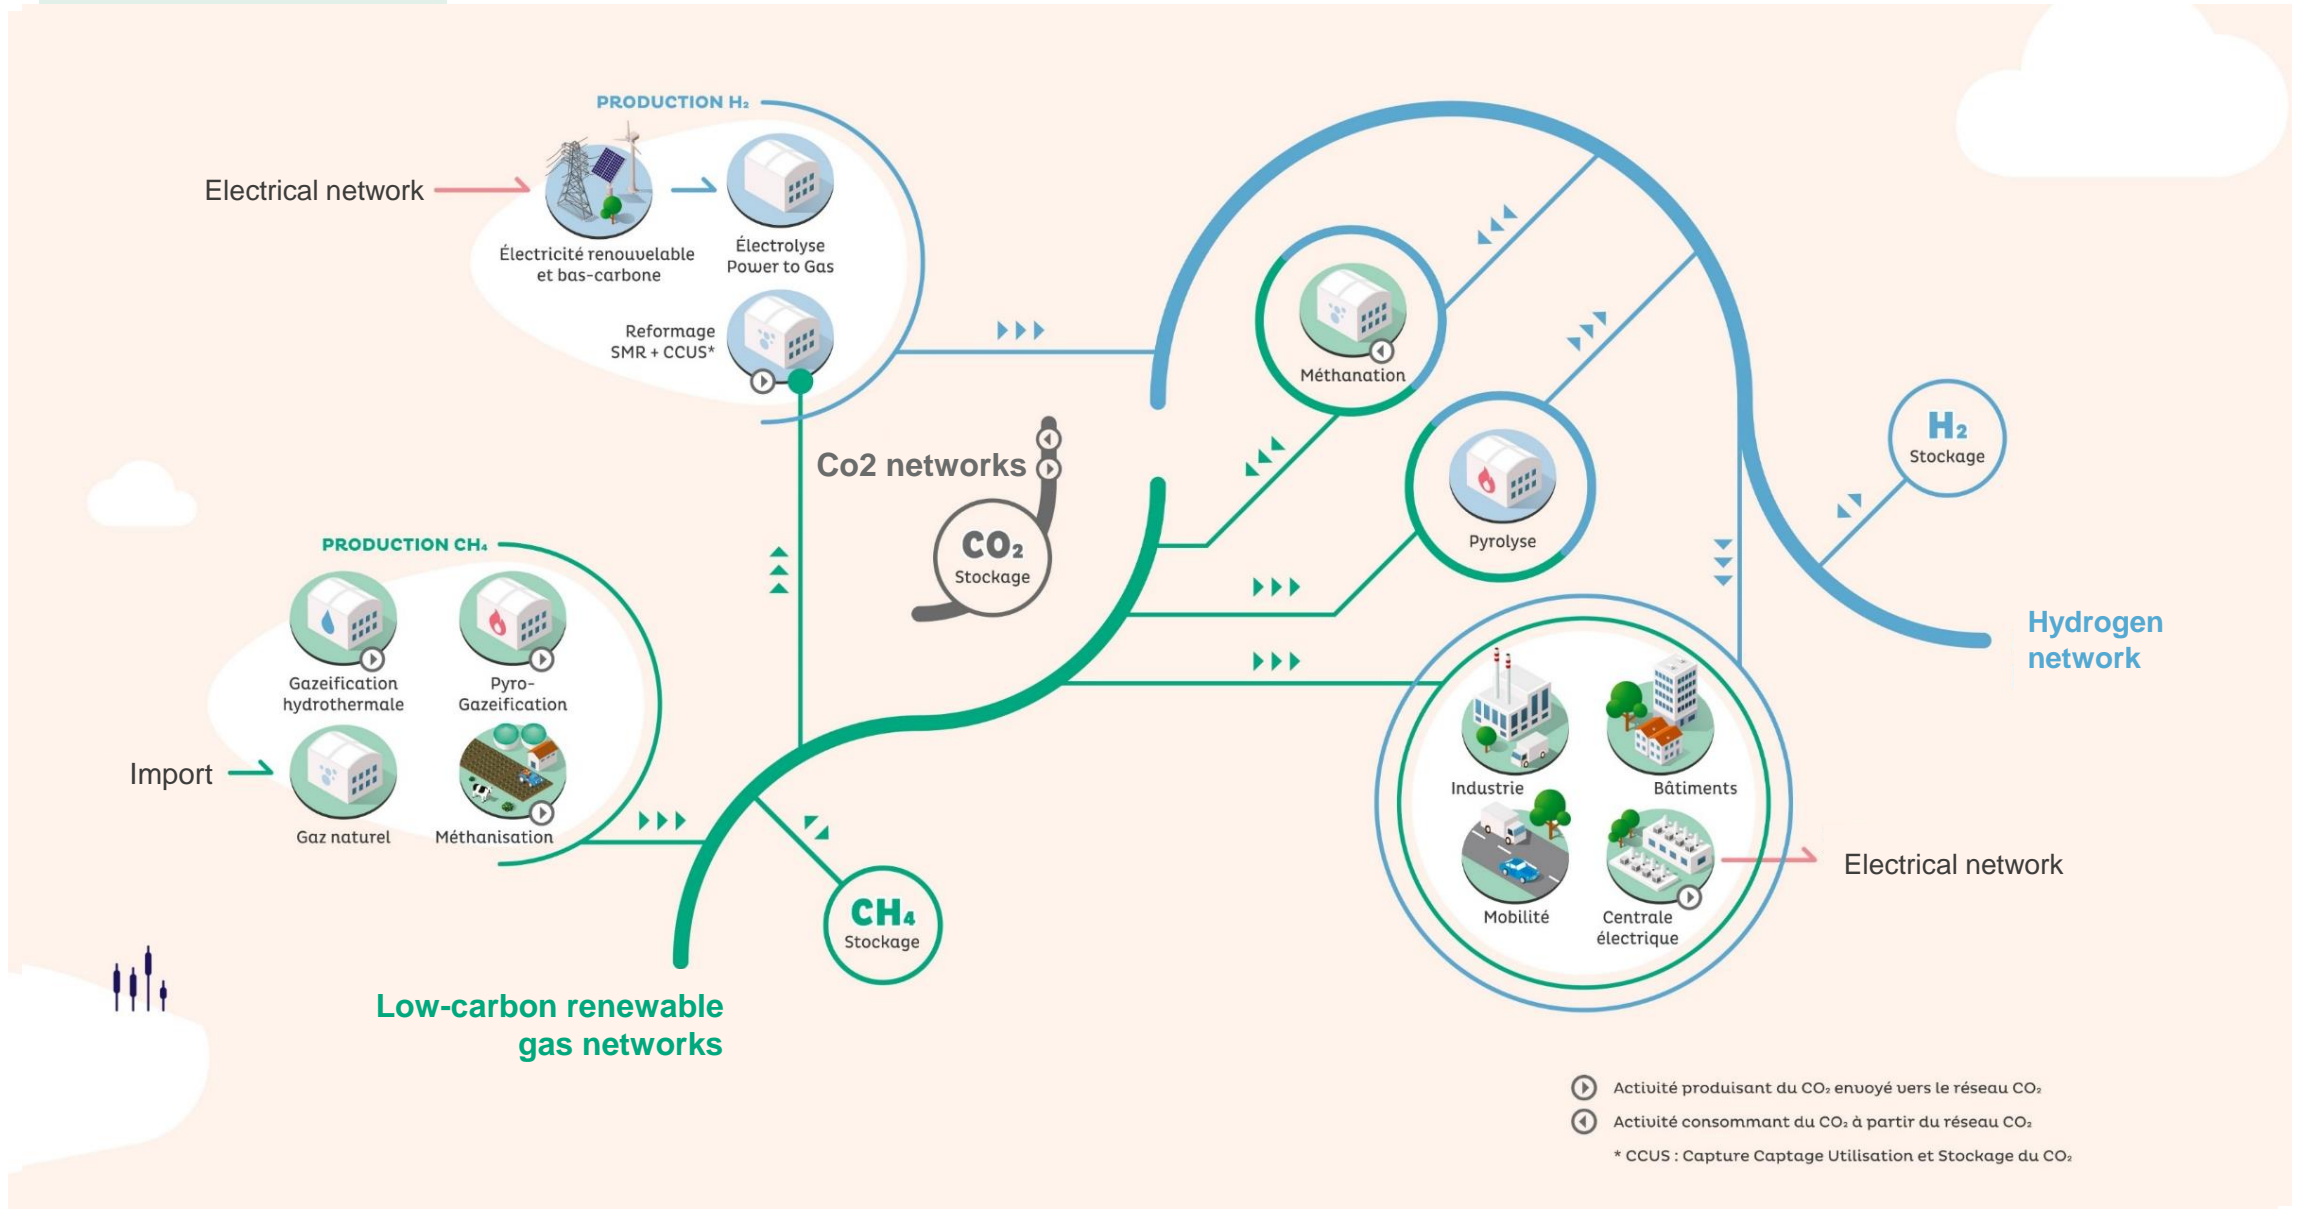 PRODUCTION H₂
Electrical network
Électricité renouvelable
et bas-carbone
Électrolyse
Power to Gas
Reformage
SMR + CCUS*
Méthanation
Co2 networks
CO₂
Stockage
Pyrolyse
H₂
Stockage
PRODUCTION CH₄
Gazeification
hydrothermale
Pyro-
Gazeification
Import
Gaz naturel
Méthanisation
CH₄
Stockage
Low-carbon renewable
gas networks
Hydrogen
network
Industrie
Bâtiments
Mobilité
Centrale
électrique
Electrical network
Activité produisant du CO₂ envoyé vers le réseau CO₂
Activité consommant du CO₂ à partir du réseau CO₂
* CCUS : Capture Captage Utilisation et Stockage du CO₂